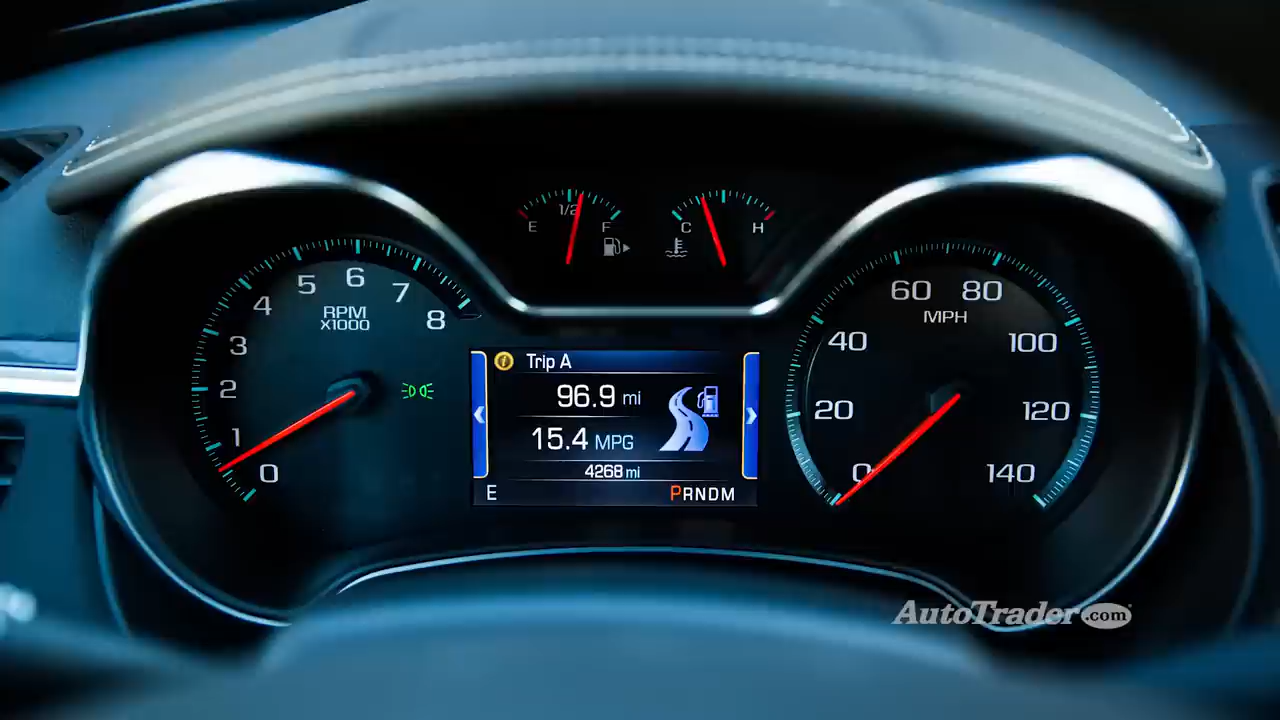 1/2
E F
C H
5 6 7
4 8
3
2
1
0
RPM
X1000
60 80
MPH
40 100
20 120
0 140
Trip A
96.9 mi
15.4 MPG
4268 mi
E PRNDM
AutoTrader.com